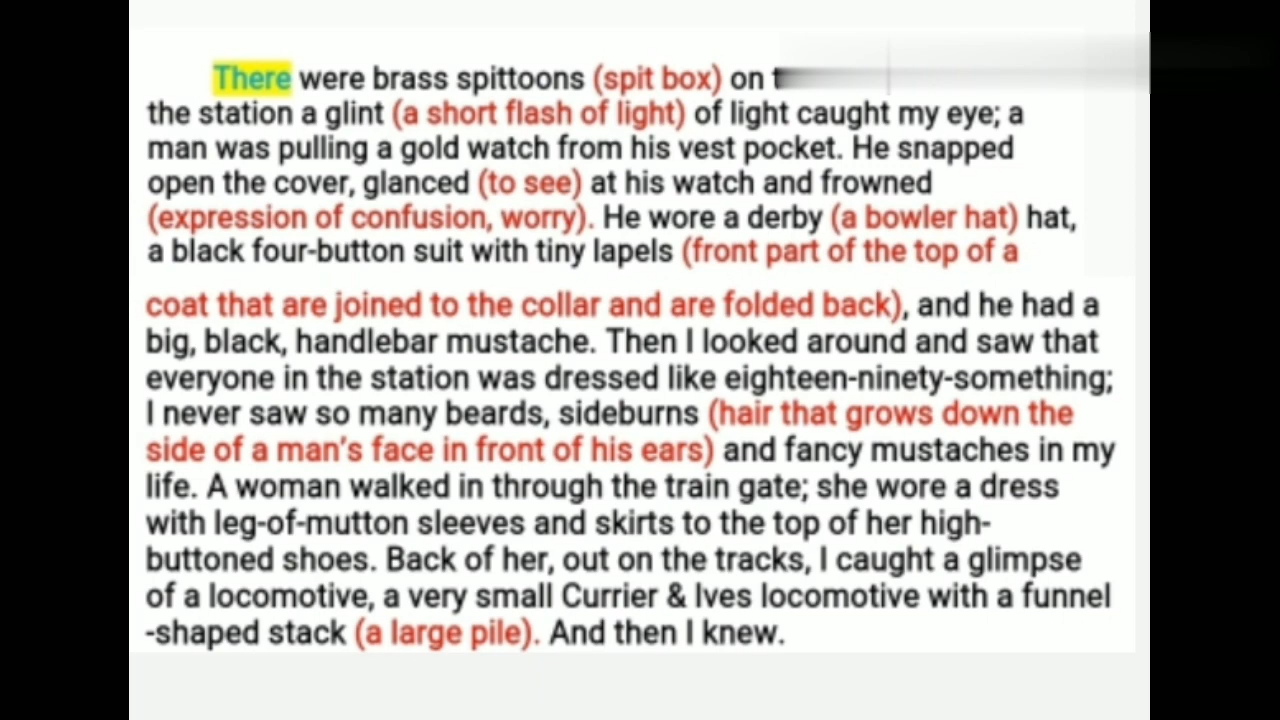 There were brass spittoons (spit box) on
the station a glint (a short flash of light) of light caught my eye; a
man was pulling a gold watch from his vest pocket. He snapped
open the cover, glanced (to see) at his watch and frowned
(expression of confusion, worry). He wore a derby (a bowler hat) hat,
a black four-button suit with tiny lapels (front part of the top of a
coat that are joined to the collar and are folded back), and he had a
big, black, handlebar mustache. Then I looked around and saw that
everyone in the station was dressed like eighteen-ninety-something;
I never saw so many beards, sideburns (hair that grows down the
side of a man's face in front of his ears) and fancy mustaches in my
life. A woman walked in through the train gate; she wore a dress
with leg-of-mutton sleeves and skirts to the top of her high-
buttoned shoes. Back of her, out on the tracks, I caught a glimpse
of a locomotive, a very small Currier & Ives locomotive with a funnel
-shaped stack (a large pile). And then I knew.